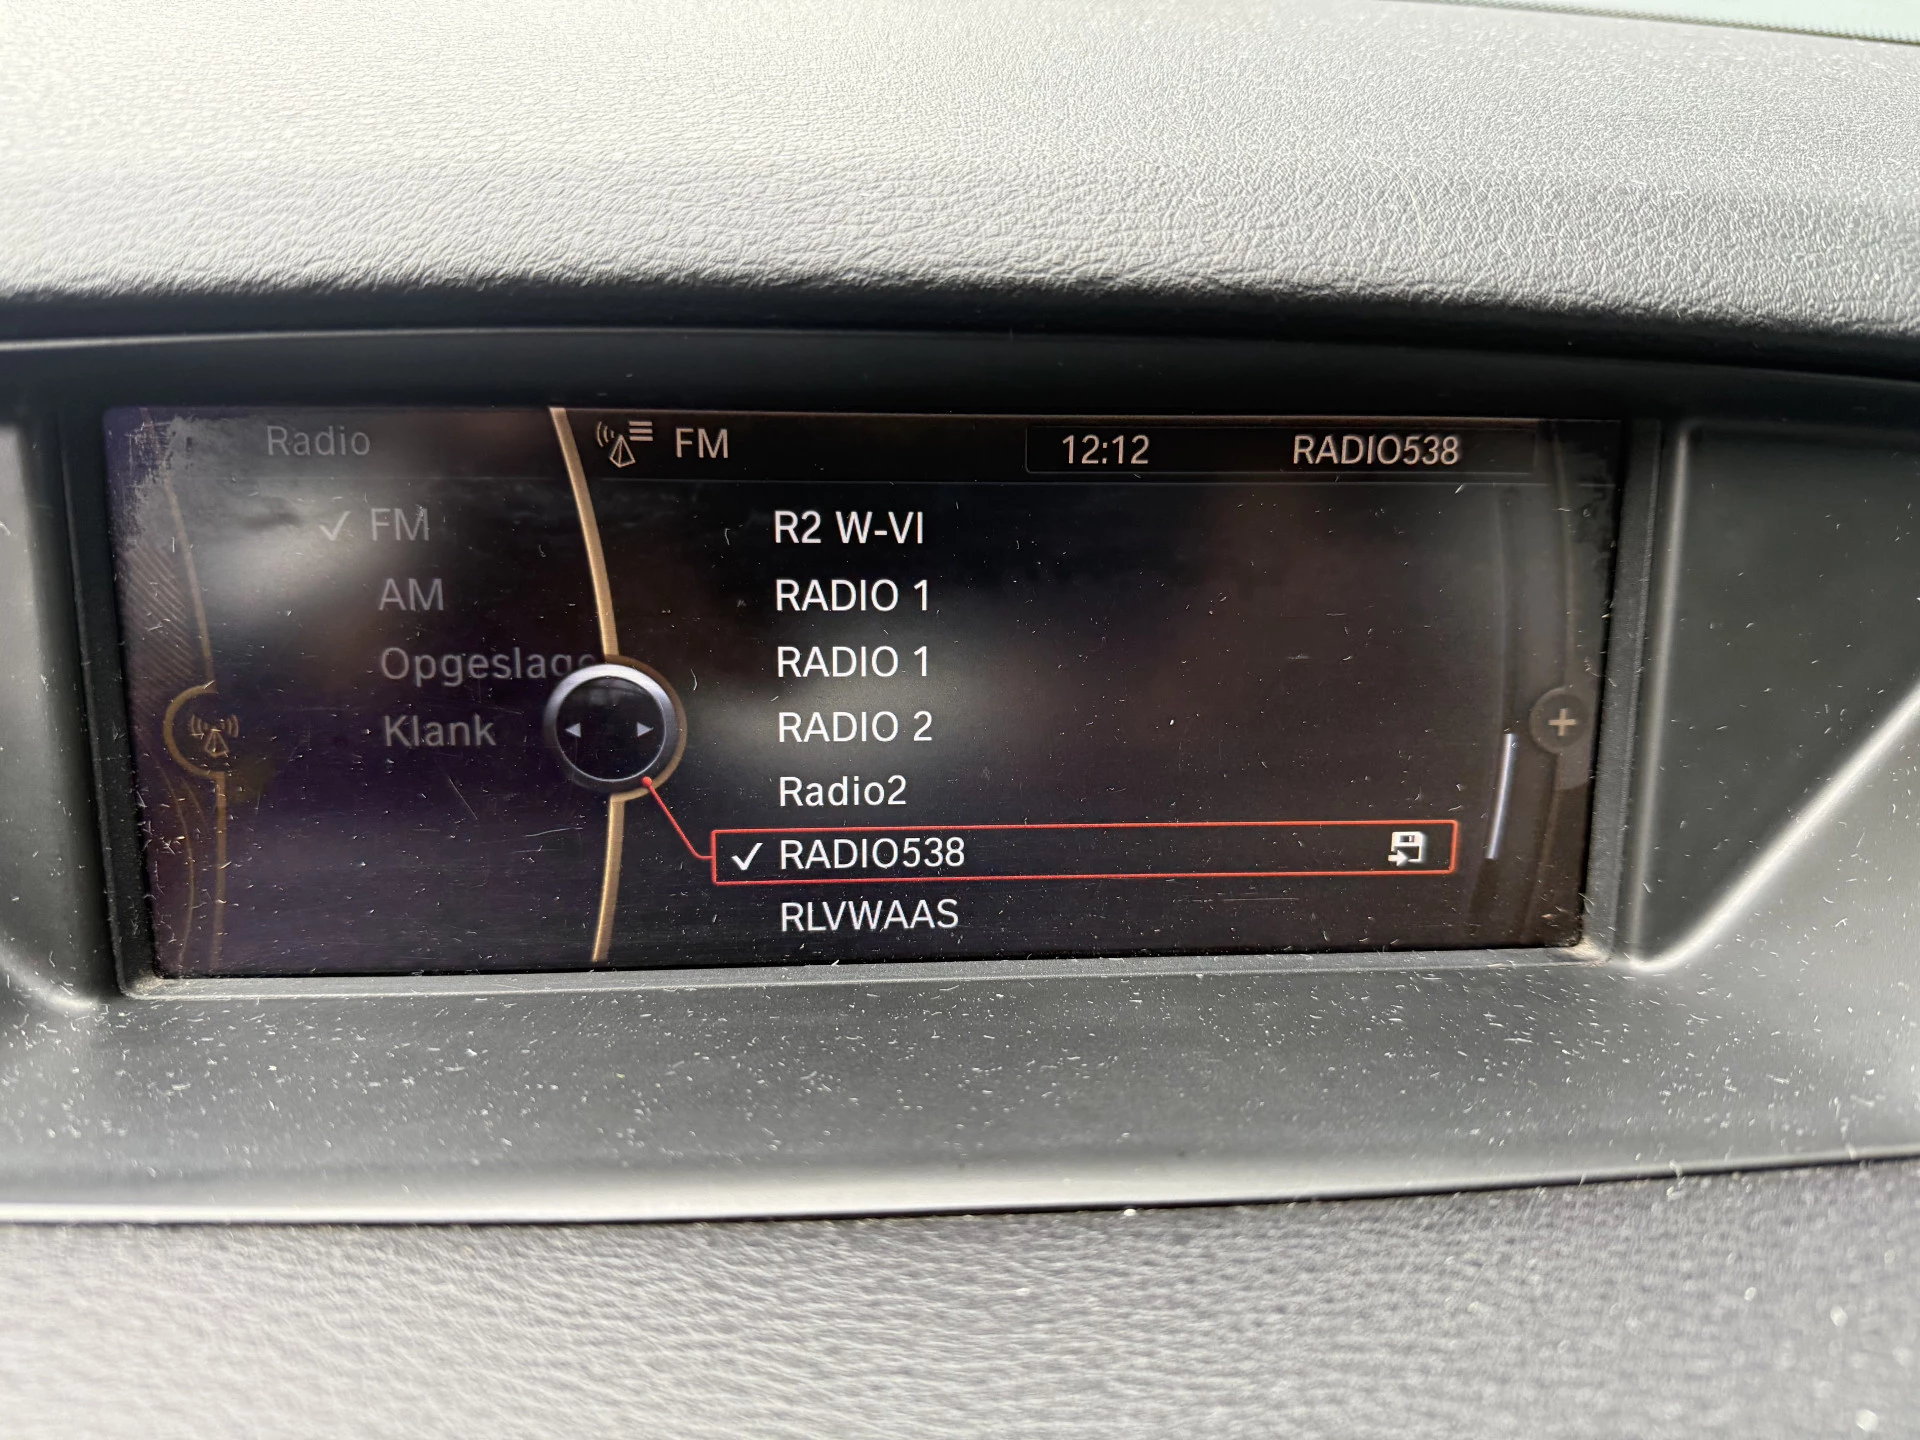 Radio
FM
12:12
RADIO538
FM
AM
Opgeslage
Klank
R2 W-VI
RADIO 1
RADIO 1
RADIO 2
Radio2
RADIO538
RLVWAAS